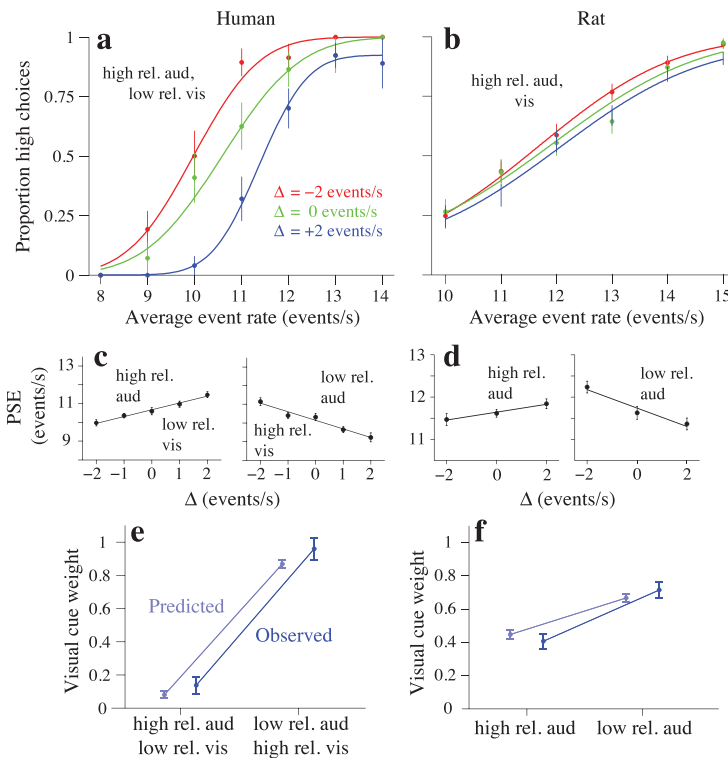 Human
Rat
a
b
high rel. aud,
low rel. vis
high rel. aud,
vis
Proportion high choices
1
0.75
0.5
0.25
0
Δ = −2 events/s
Δ = 0 events/s
Δ = +2 events/s
8 9 10 11 12 13 14
Average event rate (events/s)
10 11 12 13 14 15
Average event rate (events/s)
c
d
PSE
(events/s)
13
11
9
high rel.
aud
low rel.
vis
low rel.
aud
high rel.
vis
13
12
11
high rel.
aud
low rel.
aud
−2 −1 0 1 2
−2 −1 0 1 2
−2 0 2
−2 0 2
Δ (events/s)
Δ (events/s)
e
f
Visual cue weight
1
0.8
0.6
0.4
0.2
0
Predicted
Observed
high rel. aud
low rel. vis
low rel. aud
high rel. vis
Visual cue weight
1
0.8
0.6
0.4
0.2
0
high rel. aud
low rel. aud